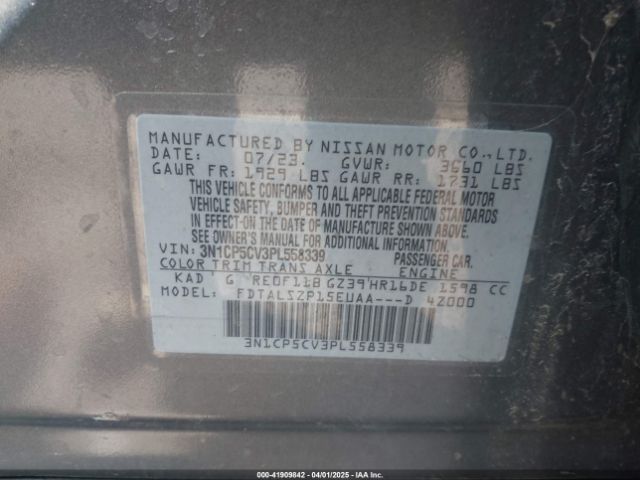 MANUFACTURED BY NISSAN MOTOR CO., LTD.
DATE: 07/23. GVWR: 3660 LBS
GAWR FR: 1929 LBS GAWR RR: 1731 LBS
THIS VEHICLE CONFORMS TO ALL APPLICABLE FEDERAL MOTOR
VEHICLE SAFETY, BUMPER AND THEFT PREVENTION STANDARDS
IN EFFECT ON THE DATE OF MANUFACTURE SHOWN ABOVE.
SEE OWNER'S MANUAL FOR ADDITIONAL INFORMATION.
VIN: 3N1CP5CV3PL558339 PASSENGER CAR.
COLOR TRIM TRANS AXLE ENGINE
KAD G RE0F11B GZ39 HR16DE 1598 CC
MODEL: FDTALSZP15EUAA---D 4Z000
3N1CP5CV3PL558339
00-41909842 - 04/01/2025 - IAA Inc.